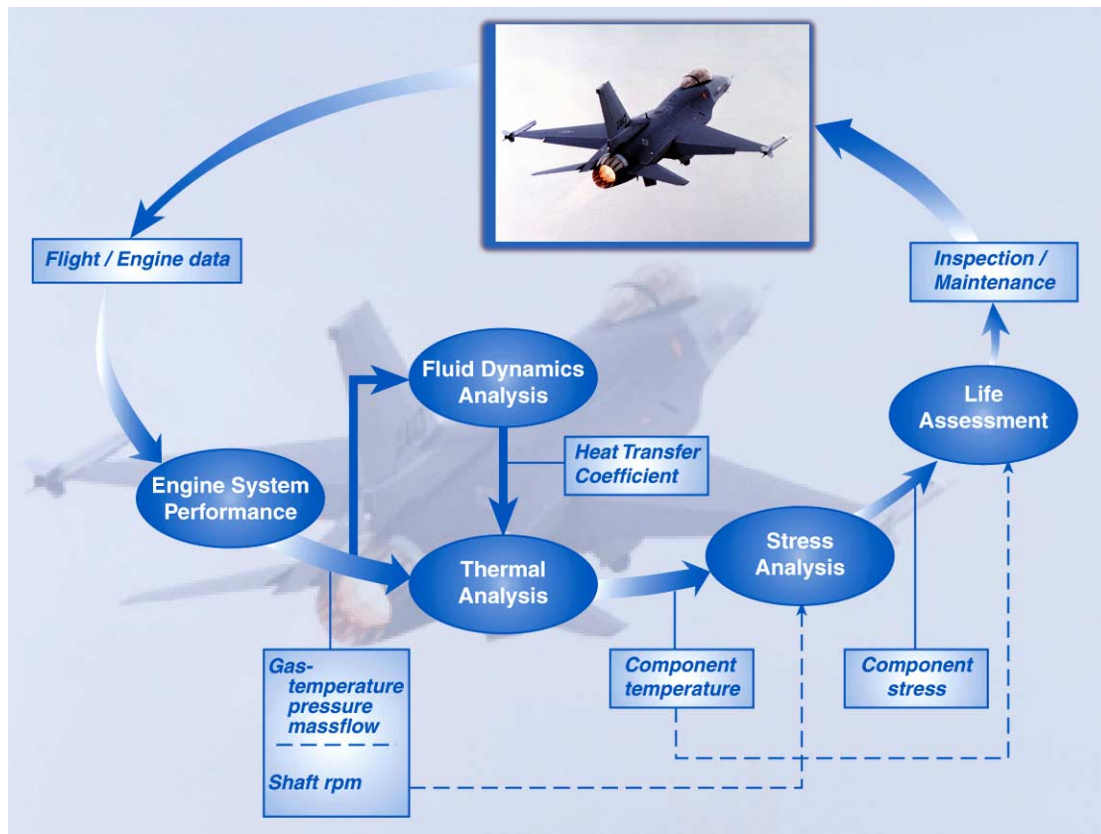 Flight / Engine data
Inspection /
Maintenance
Fluid Dynamics
Analysis
Life
Assessment
Heat Transfer
Coefficient
Engine System
Performance
Stress
Analysis
Thermal
Analysis
Gas-
temperature
pressure
massflow
Shaft rpm
Component
temperature
Component
stress